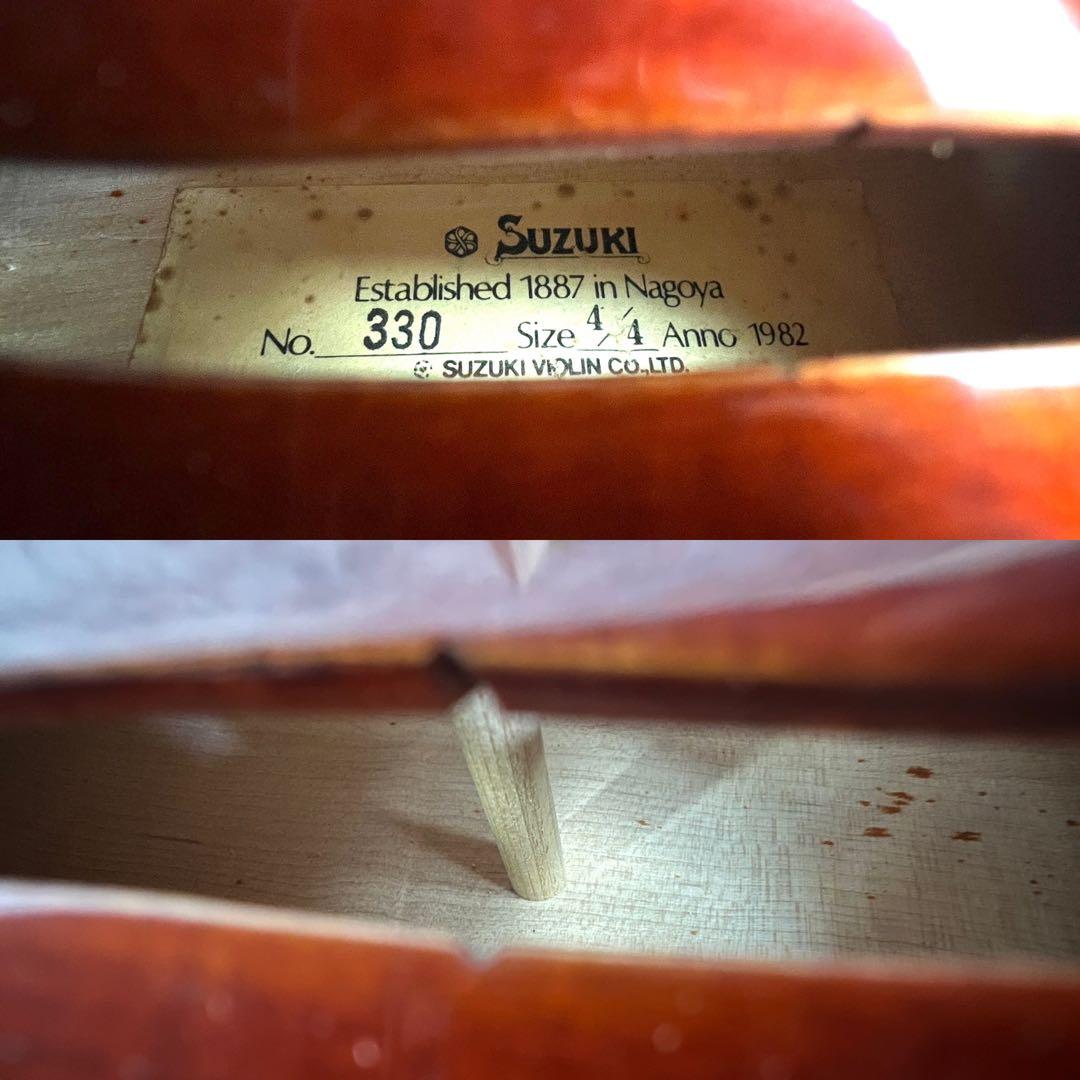 SUZUKI
Established 1887 in Nagoya
No. 330 Size 4/4 Anno 1982
SUZUKI VIOLIN CO., LTD.